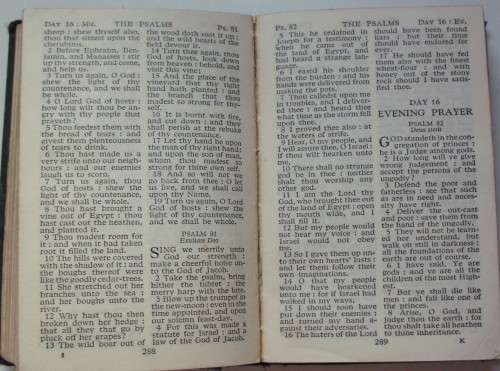 DAY 16 : MN. THE PSALMS Ps. 81
sheep : shew thyself also,
thou that sittest upon the
cherubims.
2 Before Ephraim, Ben-
jamin, and Manasses : stir
up thy strength, and come,
and help us.
3 Turn us again, O God :
shew the light of thy
countenance, and we shall
be whole.
4 O Lord God of hosts :
how long wilt thou be an-
gry with thy people that
prayeth?
5 Thou feedest them with
the bread of tears : and
givest them plenteousness
of tears to drink.
6 Thou hast made us a
very strife unto our neigh-
bours : and our enemies
laugh us to scorn.
7 Turn us again, thou
God of hosts : shew the
light of thy countenance,
and we shall be whole.
8 Thou hast brought a
vine out of Egypt : thou
hast cast out the heathen,
and planted it.
9 Thou madest room for
it : and when it had taken
root it filled the land.
10 The hills were covered
with the shadow of it : and
the boughs thereof were
like the goodly cedar-trees.
11 She stretched out her
branches unto the sea :
and her boughs unto the
river.
12 Why hast thou then
broken down her hedge :
that all they that go by
pluck off her grapes?
13 The wild boar out of
the wood doth root it up :
and the wild beasts of the
field devour it.
14 Turn thee again, thou
God of hosts, look down
from heaven : behold, and
visit this vine;
15 And the place of the
vineyard that thy right
hand hath planted : and
the branch that thou
madest so strong for thy-
self.
16 It is burnt with fire,
and cut down : and they
shall perish at the rebuke
of thy countenance.
17 Let thy hand be upon
the man of thy right hand :
and upon the son of man,
whom thou madest so
strong for thine own self.
18 And so will not we
go back from thee : O let
us live, and we shall call
upon thy Name.
19 Turn us again, O Lord
God of hosts : shew the
light of thy countenance,
and we shall be whole.
PSALM 81
Exultate Deo
SING we merrily unto
God our strength :
make a cheerful noise un-
to the God of Jacob.
2 Take the psalm, bring
hither the tabret : the
merry harp with the lute.
3 Blow up the trumpet in
the new-moon : even in the
time appointed, and upon
our solemn feast-day.
4 For this was made a
statute for Israel : and a
law of the God of Jacob.
288
Ps. 82 THE PSALMS DAY 16 : Ev.
5 This he ordained in
Joseph for a testimony :
when he came out of
the land of Egypt, and
had heard a strange lan-
guage.
6 I eased his shoulder
from the burden : and his
hands were delivered from
making the pots.
7 Thou calledst upon me
in troubles, and I deliver-
ed thee : and heard thee
what time as the storm fell
upon thee.
8 I proved thee also : at
the waters of strife.
9 Hear, O my people, and
I will assure thee, O Israel :
if thou wilt hearken unto
me,
10 There shall no strange
god be in thee : neither
shalt thou worship any
other god.
11 I am the Lord thy
God, who brought thee out
of the land of Egypt : open
thy mouth wide, and I
shall fill it.
12 But my people would
not hear my voice : and
Israel would not obey
me.
13 So I gave them up un-
to their own hearts' lusts :
and let them follow their
own imaginations.
14 O that my people
would have hearkened
unto me : for if Israel had
walked in my ways,
15 I should soon have
put down their enemies :
and turned my hand a-
gainst their adversaries.
16 The haters of the Lord
should have been found
liars : but their time
should have endured for
ever.
17 He should have fed
them also with the finest
wheat-flour : and with
honey out of the stony
rock should I have satis-
fied thee.
DAY 16
EVENING PRAYER
PSALM 82
Deus stetit
GOD standeth in the con-
gregation of princes :
he is a Judge among gods.
2 How long will ye give
wrong judgement : and
accept the persons of the
ungodly?
3 Defend the poor and
fatherless : see that such
as are in need and neces-
sity have right.
4 Deliver the out-cast
and poor : save them from
the hand of the ungodly.
5 They will not be learn-
ed nor understand, but
walk on still in darkness :
all the foundations of the
earth are out of course.
6 I have said, Ye are
gods : and ye are all the
children of the most High-
est.
7 But ye shall die like
men : and fall like one of
the princes.
8 Arise, O God, and
judge thou the earth : for
thou shalt take all heathen
to thine inheritance.
289 K